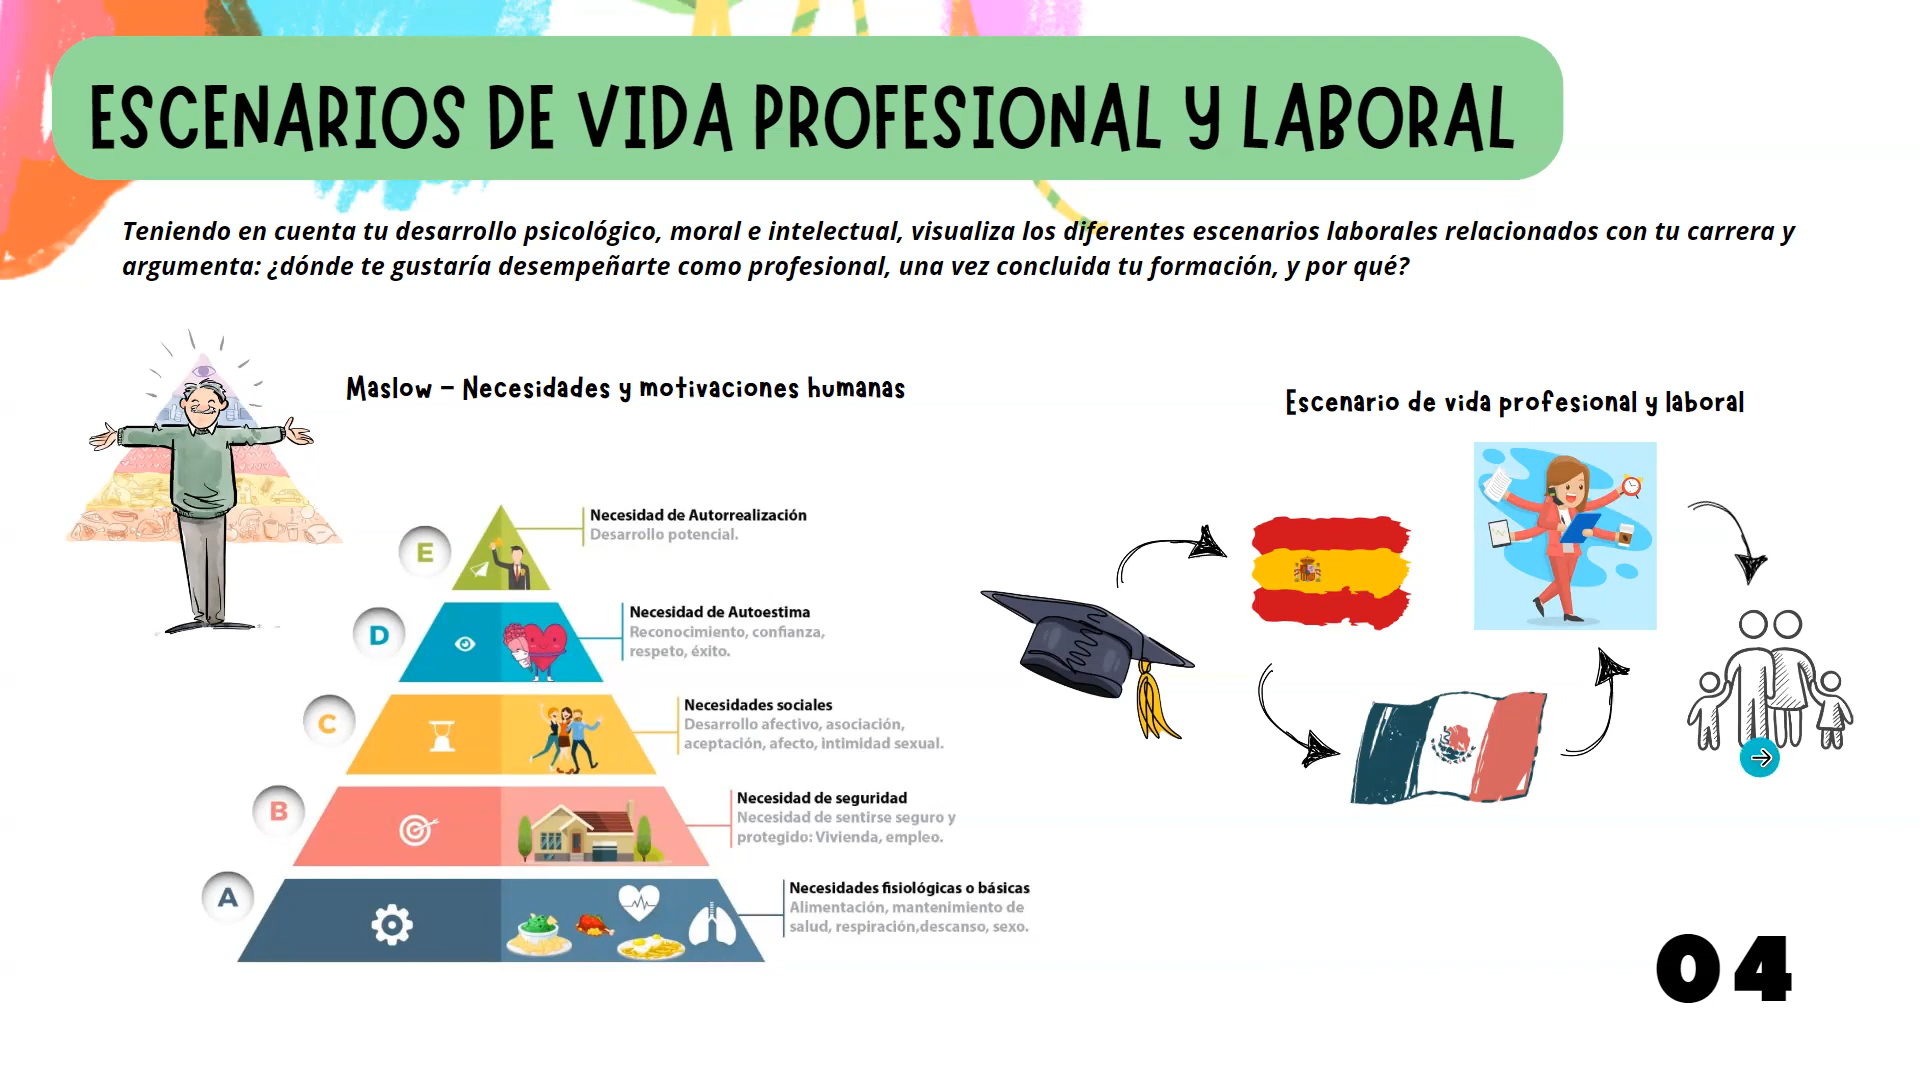 ESCENARIOS DE VIDA PROFESIONAL Y LABORAL
Teniendo en cuenta tu desarrollo psicológico, moral e intelectual, visualiza los diferentes escenarios laborales relacionados con tu carrera y
argumenta: ¿dónde te gustaría desempeñarte como profesional, una vez concluida tu formación, y por qué?
Maslow - Necesidades y motivaciones humanas
E
Necesidad de Autorrealización
Desarrollo potencial.
D
Necesidad de Autoestima
Reconocimiento, confianza,
respeto, éxito.
C
Necesidades sociales
Desarrollo afectivo, asociación,
aceptación, afecto, intimidad sexual.
B
Necesidad de seguridad
Necesidad de sentirse seguro y
protegido: Vivienda, empleo.
A
Necesidades fisiológicas o básicas
Alimentación, mantenimiento de
salud, respiración,descanso, sexo.
Escenario de vida profesional y laboral
04